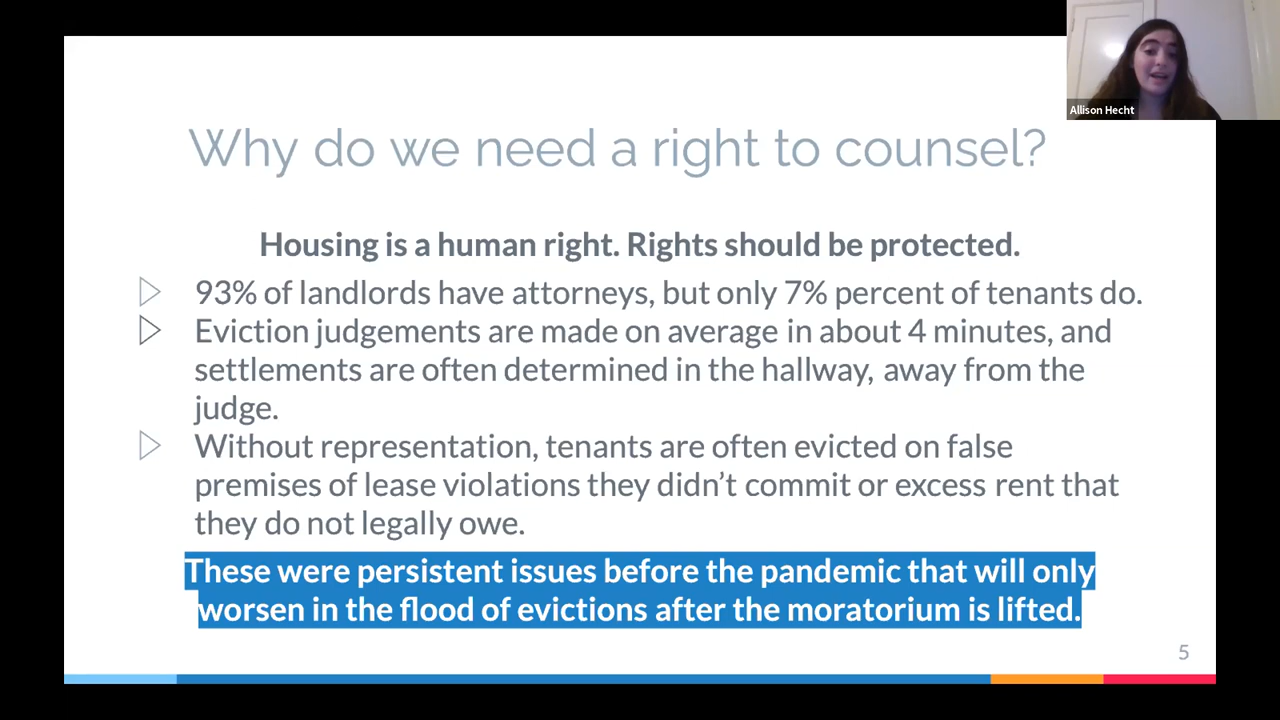 Allison Hecht
Why do we need a right to counsel?
Housing is a human right. Rights should be protected.
93% of landlords have attorneys, but only 7% percent of tenants do.
Eviction judgements are made on average in about 4 minutes, and
settlements are often determined in the hallway, away from the
judge.
Without representation, tenants are often evicted on false
premises of lease violations they didn’t commit or excess rent that
they do not legally owe.
These were persistent issues before the pandemic that will only
worsen in the flood of evictions after the moratorium is lifted.
5